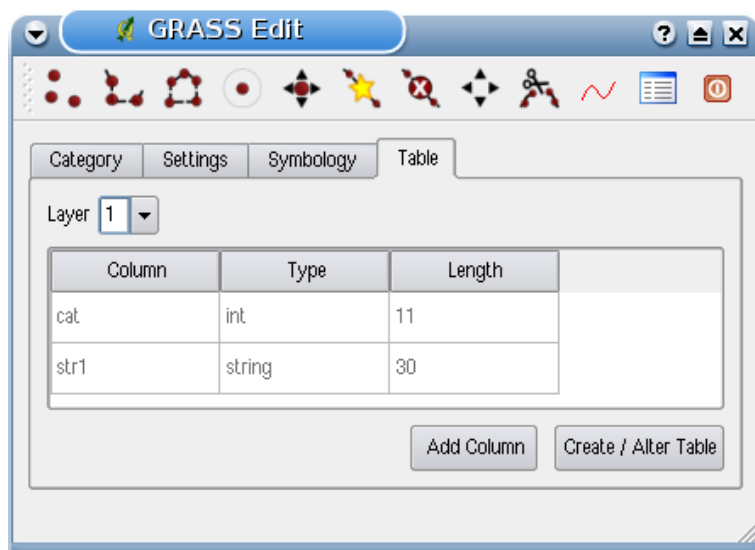 GRASS Edit
Category Settings Symbology Table
Layer 1
Column Type Length
cat int 11
str1 string 30
Add Column Create / Alter Table